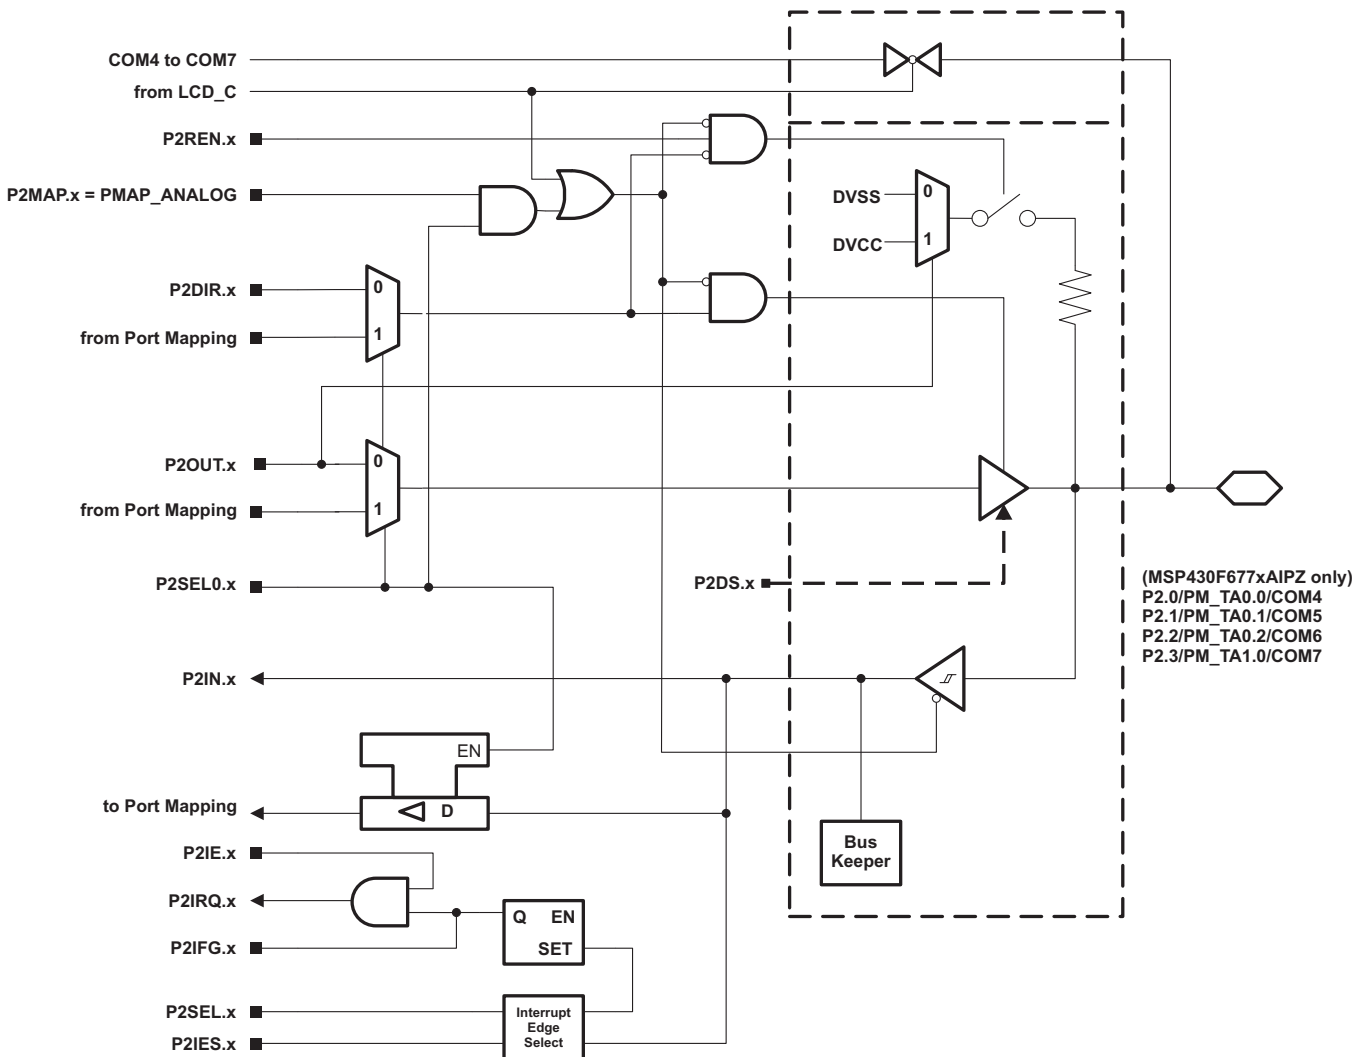 COM4 to COM7
from LCD_C
P2REN.x
P2MAP.x = PMAP_ANALOG
DVSS
0
DVCC
1
P2DIR.x
0
from Port Mapping
1
P2OUT.x
0
from Port Mapping
1
P2SEL0.x
P2DS.x
(MSP430F677xAIPZ only)
P2.0/PM_TA0.0/COM4
P2.1/PM_TA0.1/COM5
P2.2/PM_TA0.2/COM6
P2.3/PM_TA1.0/COM7
P2IN.x
EN
to Port Mapping
D
Bus
Keeper
P2IE.x
P2IRQ.x
Q EN
SET
P2IFG.x
P2SEL.x
P2IES.x
Interrupt
Edge
Select